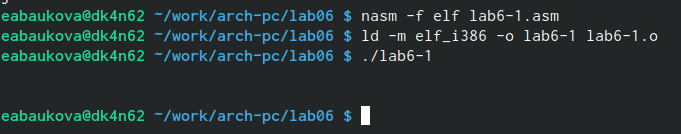 eabaukova@dk4n62 ~/work/arch-pc/lab06 $ nasm -f elf lab6-1.asm
eabaukova@dk4n62 ~/work/arch-pc/lab06 $ ld -m elf_i386 -o lab6-1 lab6-1.o
eabaukova@dk4n62 ~/work/arch-pc/lab06 $ ./lab6-1
eabaukova@dk4n62 ~/work/arch-pc/lab06 $